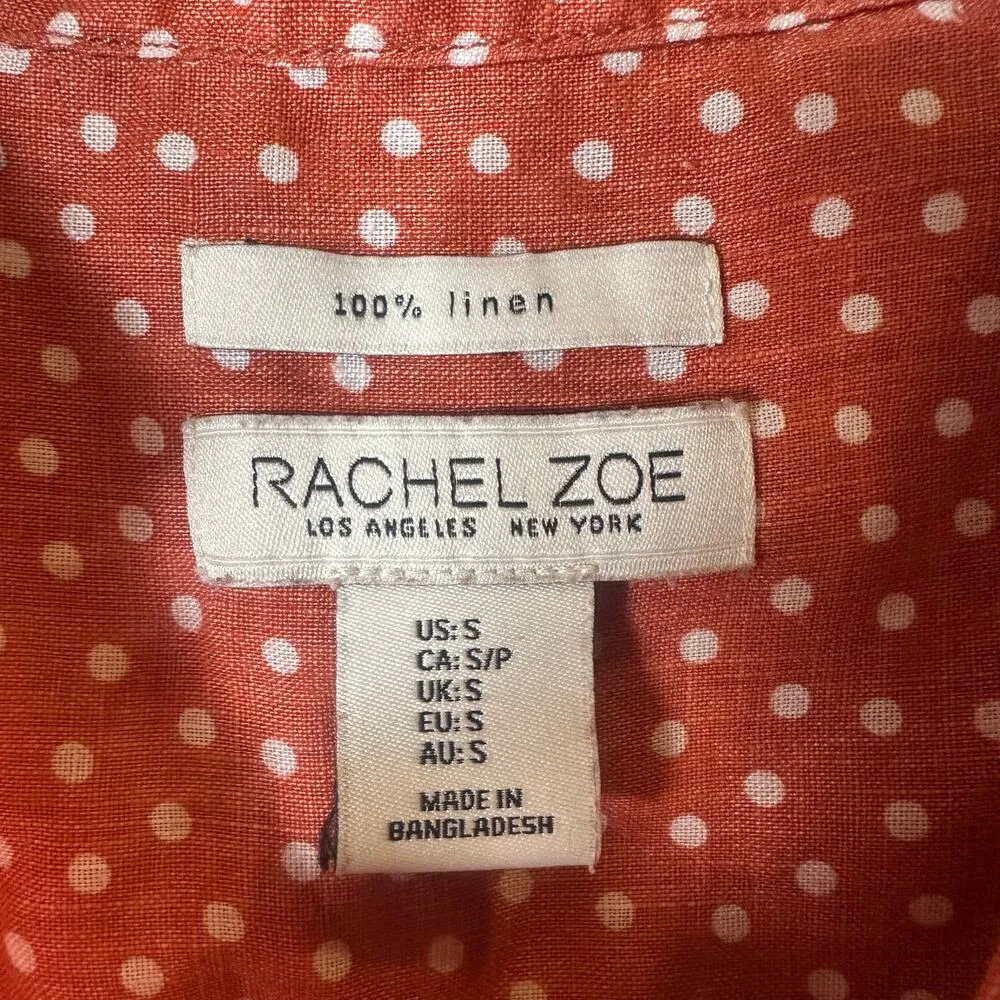 100% linen
RACHEL ZOE
LOS ANGELES NEW YORK
US: S
CA: S/P
UK: S
EU: S
AU: S
MADE IN
BANGLADESH